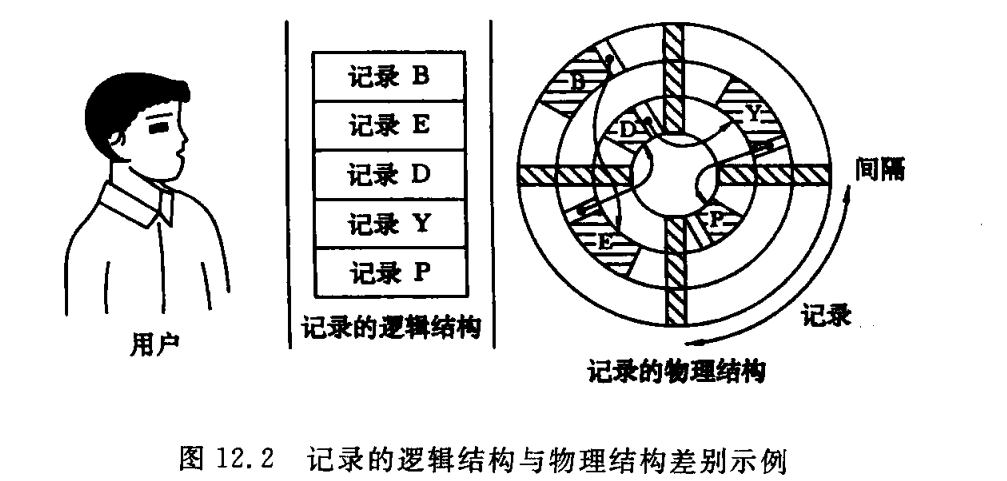 记录 B
记录 E
记录 D
记录 Y
记录 P
用户
记录的逻辑结构
B
D
Y
E
P
间隔
记录
记录的物理结构
图 12.2 记录的逻辑结构与物理结构差别示例